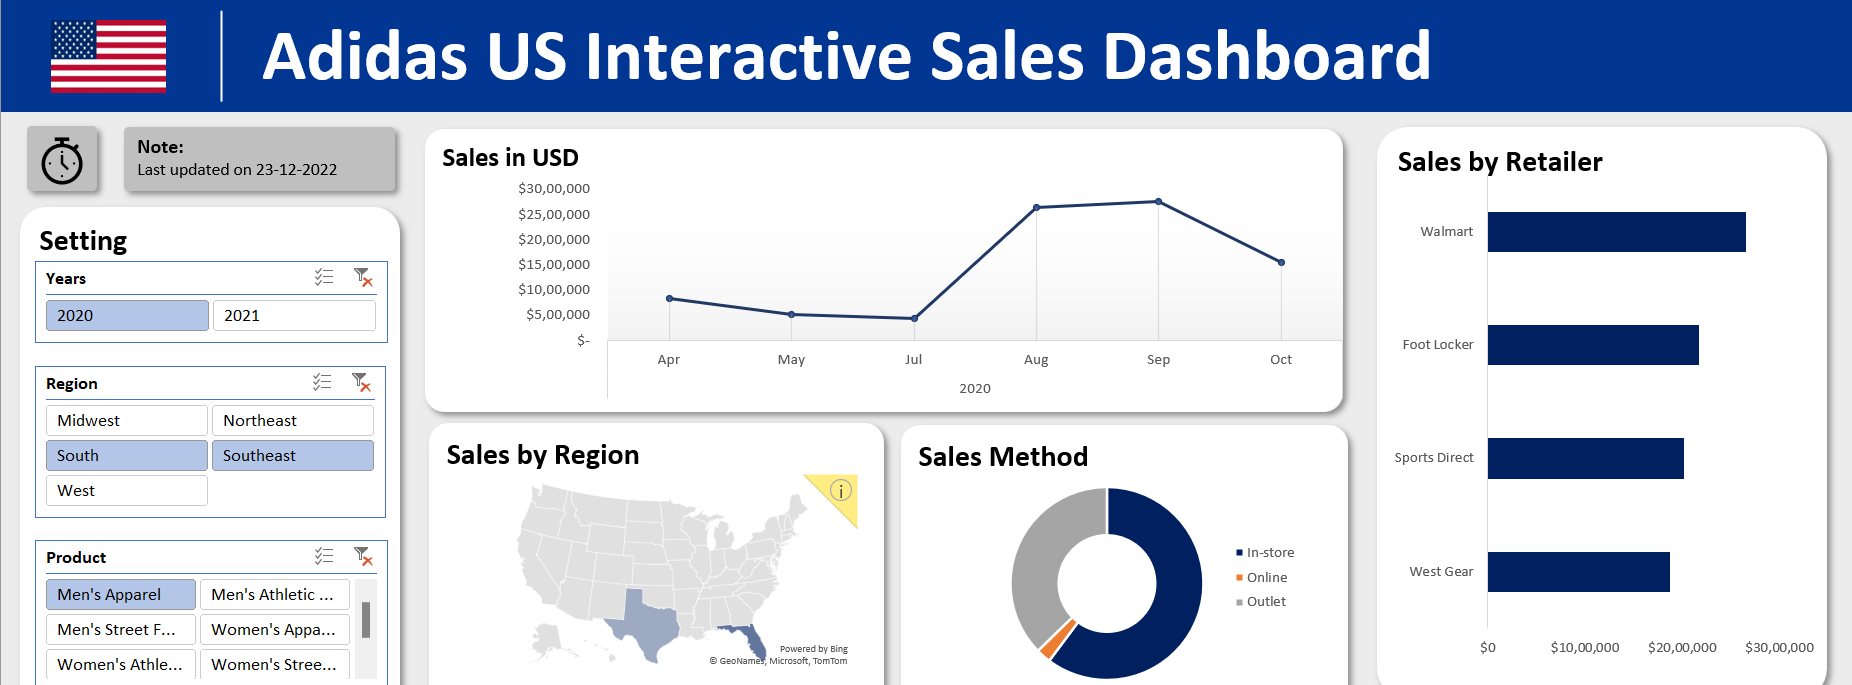 Adidas US Interactive Sales Dashboard
Note:
Last updated on 23-12-2022
Setting
Years
2020
2021
Region
Midwest
Northeast
South
Southeast
West
Product
Men's Apparel
Men's Athletic ...
Men's Street F...
Women's Appa...
Women's Athle...
Women's Stree...
Sales in USD
$30,00,000
$25,00,000
$20,00,000
$15,00,000
$10,00,000
$5,00,000
$-
Apr
May
Jul
Aug
Sep
Oct
2020
Sales by Region
i
Powered by Bing
© GeoNames, Microsoft, TomTom
Sales Method
In-store
Online
Outlet
Sales by Retailer
Walmart
Foot Locker
Sports Direct
West Gear
$0
$10,00,000
$20,00,000
$30,00,000